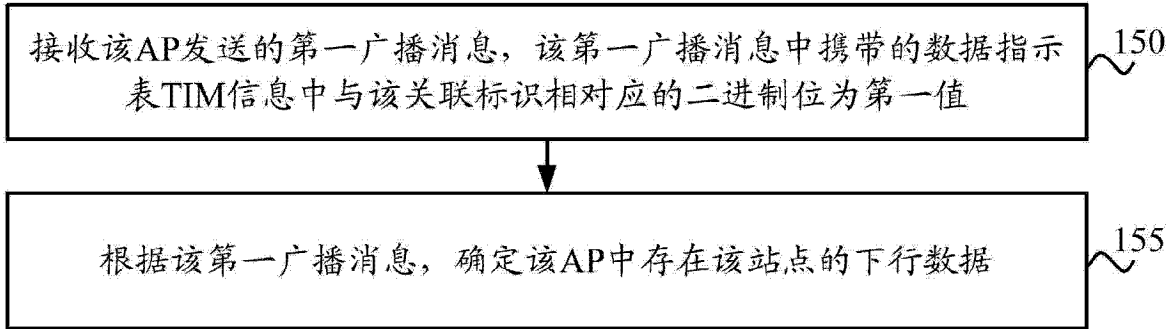 接收该AP发送的第一广播消息，该第一广播消息中携带的数据指示
表TIM信息中与该关联标识相对应的二进制位为第一值
150
根据该第一广播消息，确定该AP中存在该站点的下行数据
155